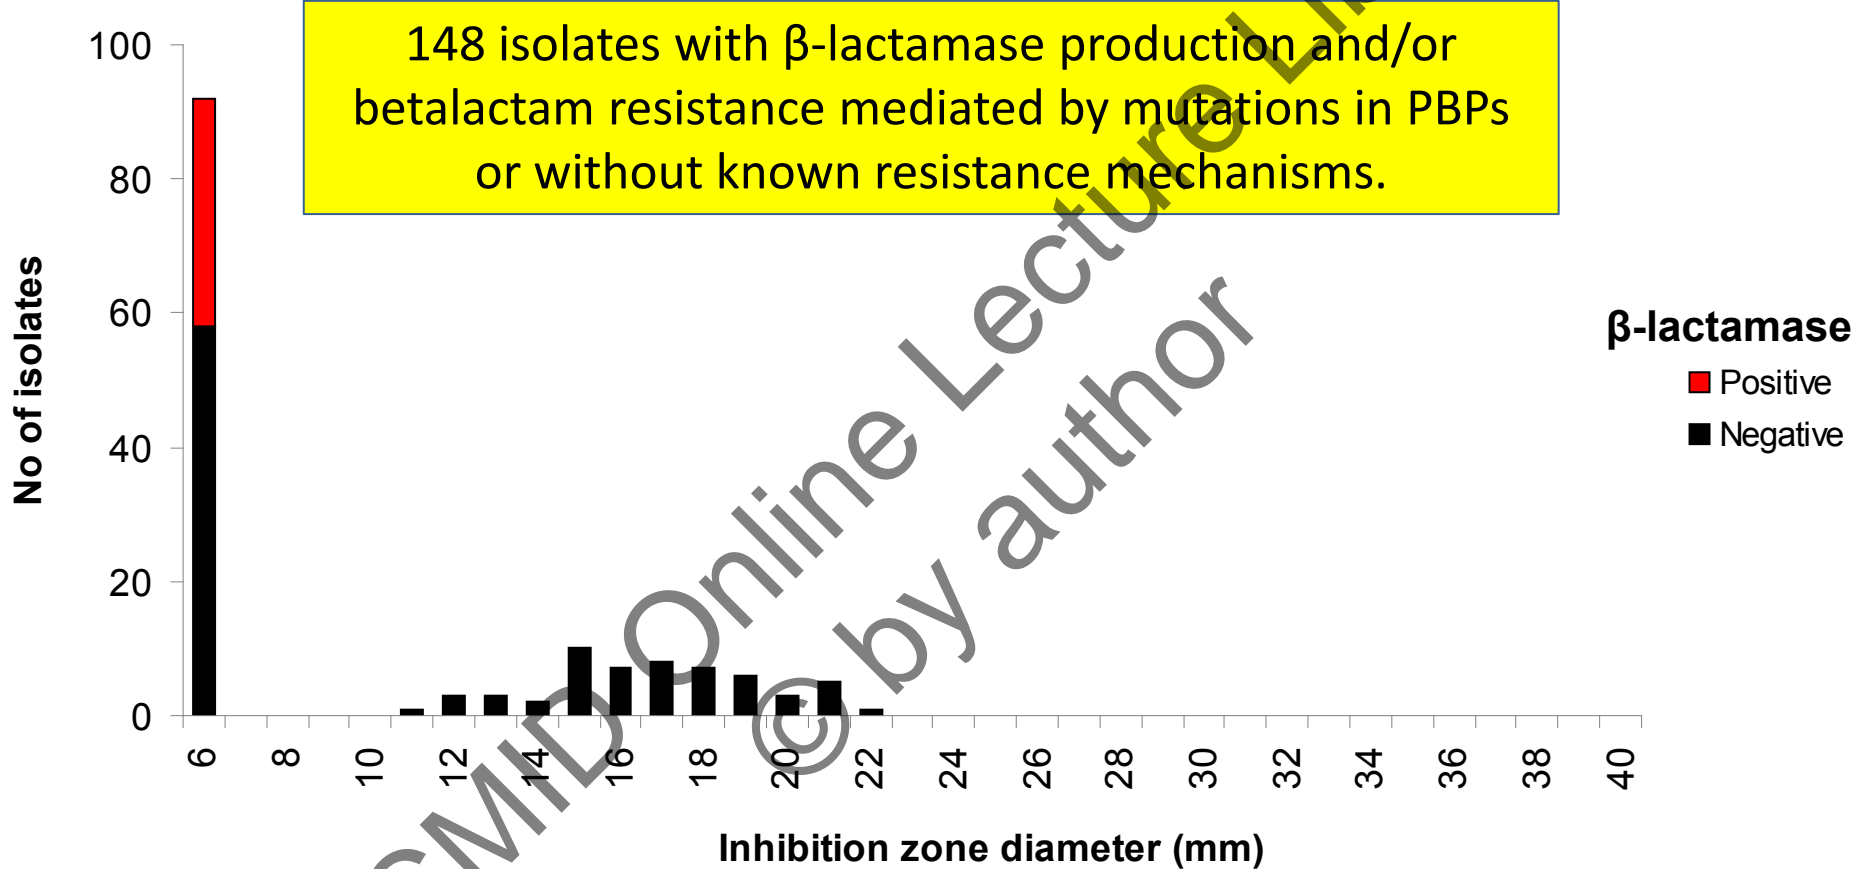 148 isolates with β-lactamase production and/or
betalactam resistance mediated by mutations in PBPs
or without known resistance mechanisms.
100
80
60
40
20
0
No of isolates
6
8
10
12
14
16
18
20
22
24
26
28
30
32
34
36
38
40
Inhibition zone diameter (mm)
β-lactamase
Positive
Negative
CMID Online Lecture Li
© by author